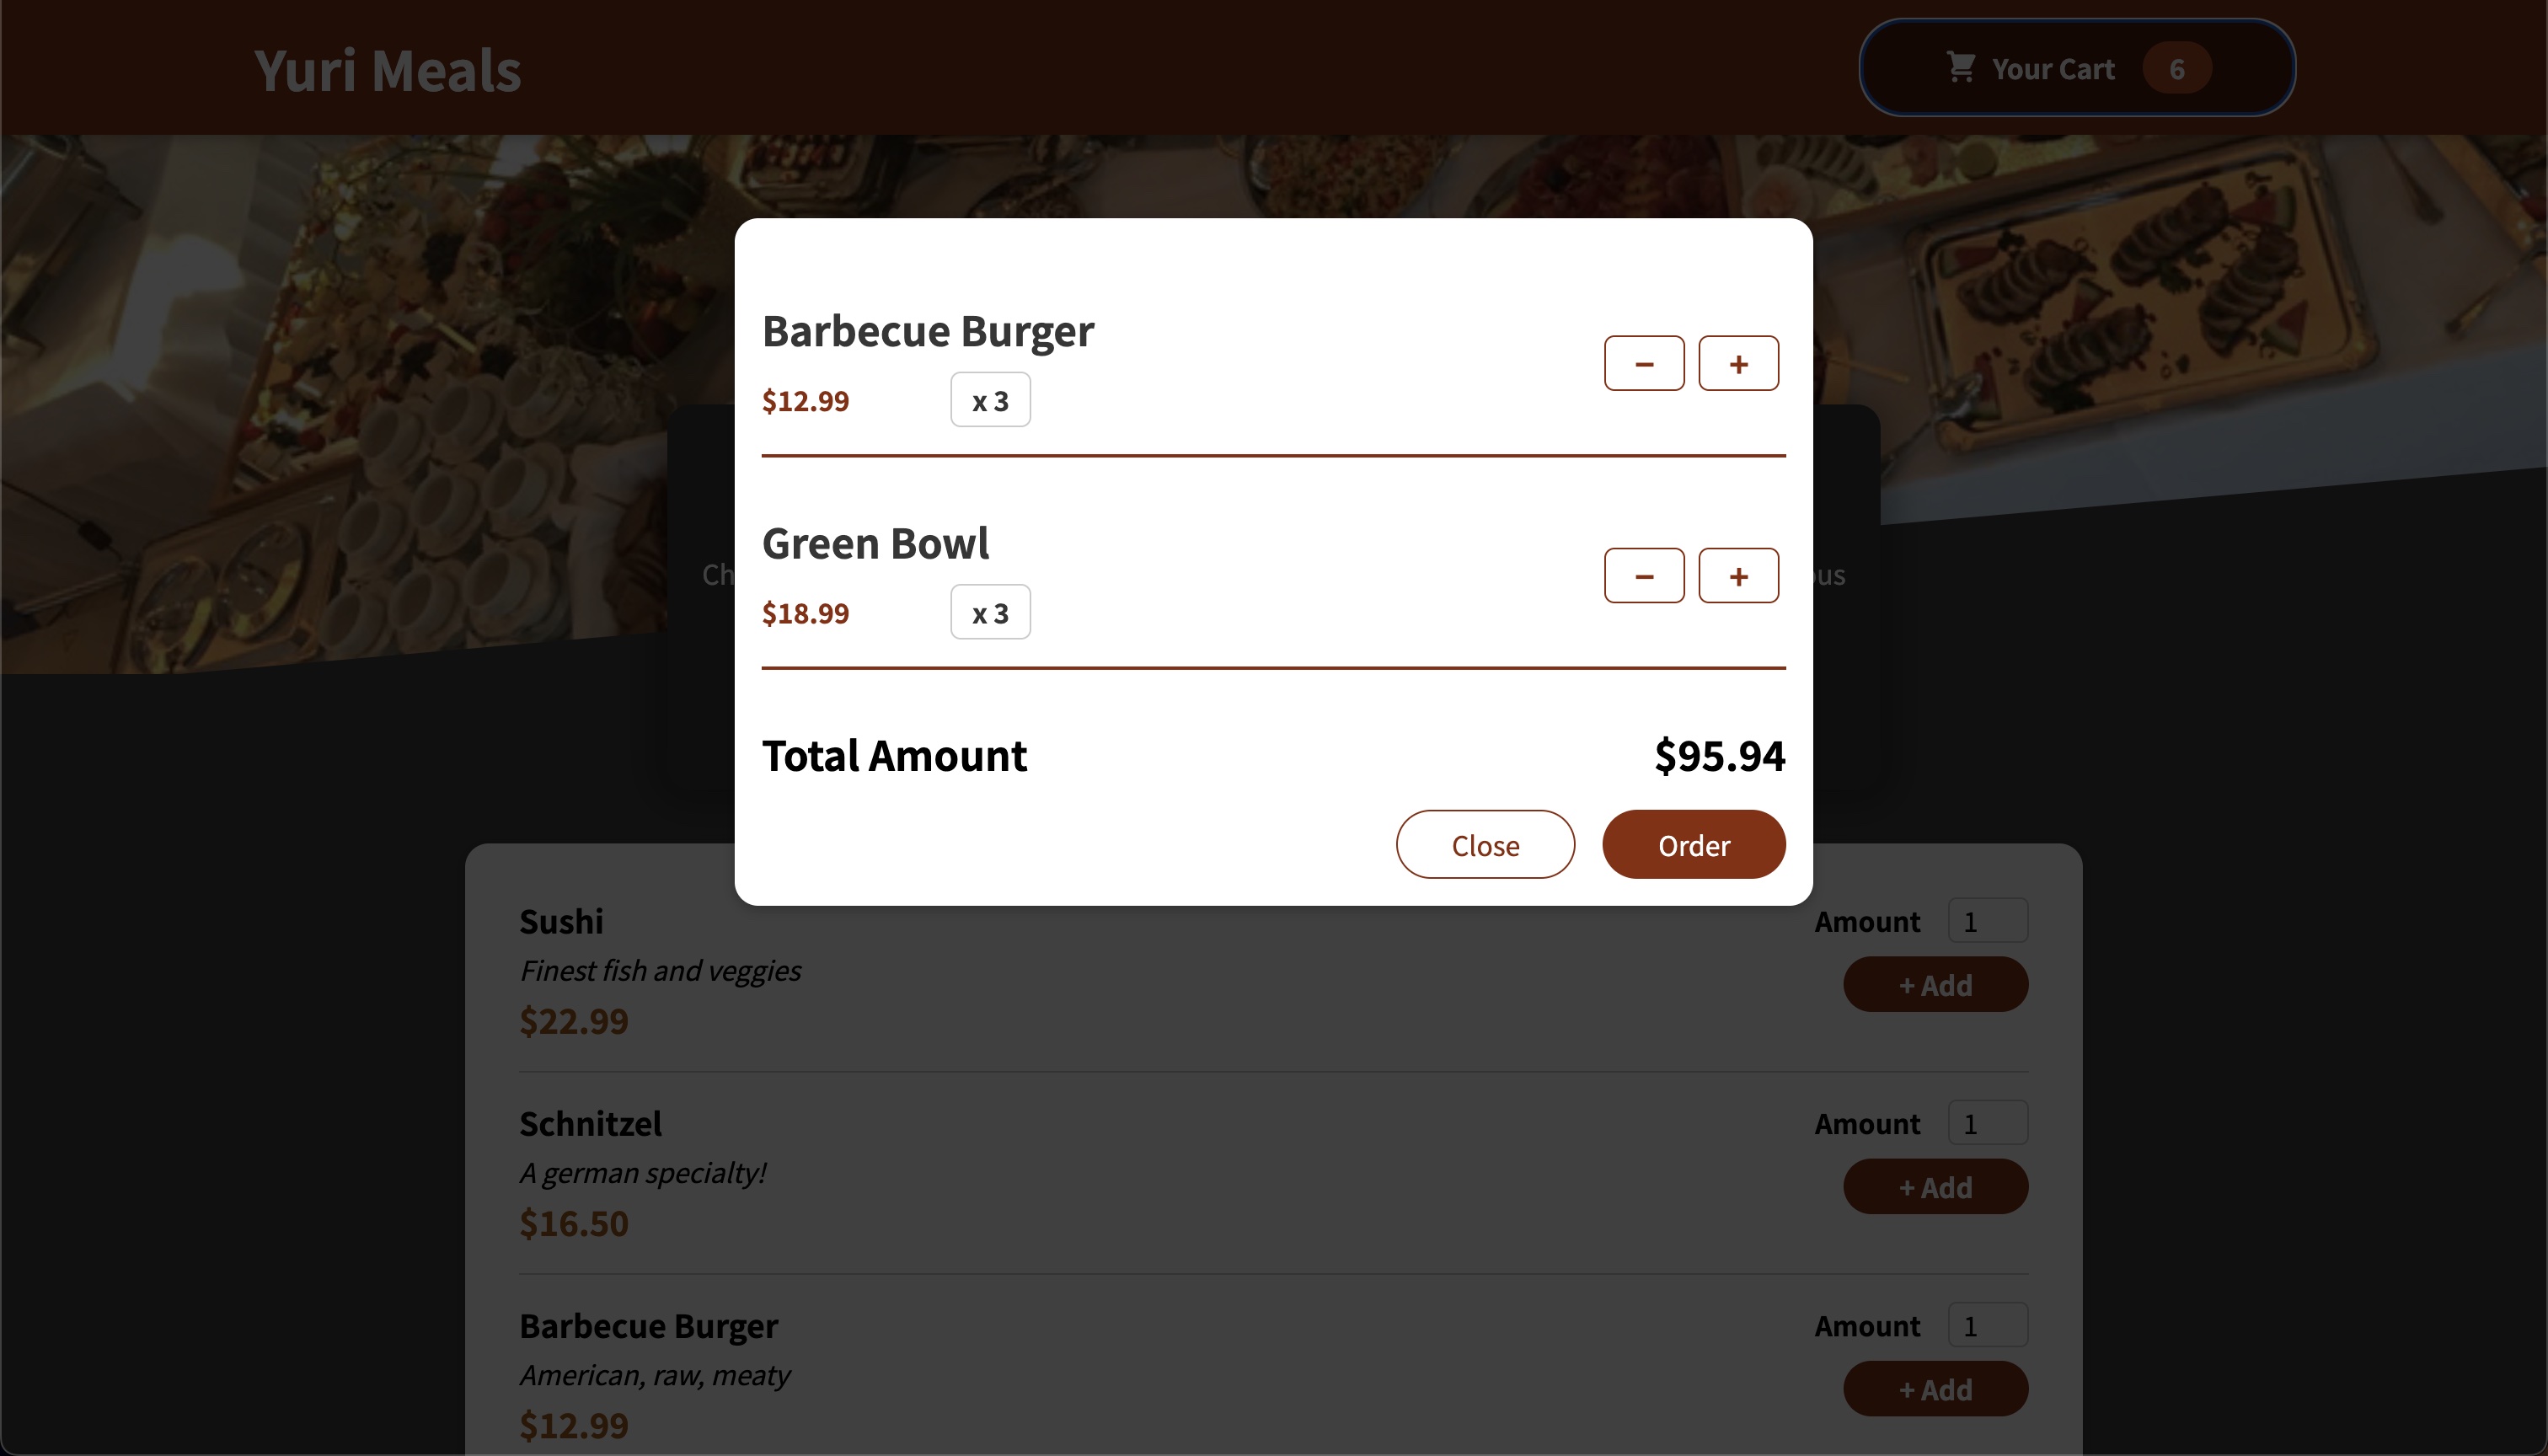 Yuri Meals
Your Cart 6
Barbecue Burger
$12.99 x 3
− +
Green Bowl
$18.99 x 3
− +
Total Amount $95.94
Close Order
Sushi
Finest fish and veggies
$22.99
Amount 1
+ Add
Schnitzel
A german specialty!
$16.50
Amount 1
+ Add
Barbecue Burger
American, raw, meaty
$12.99
Amount 1
+ Add